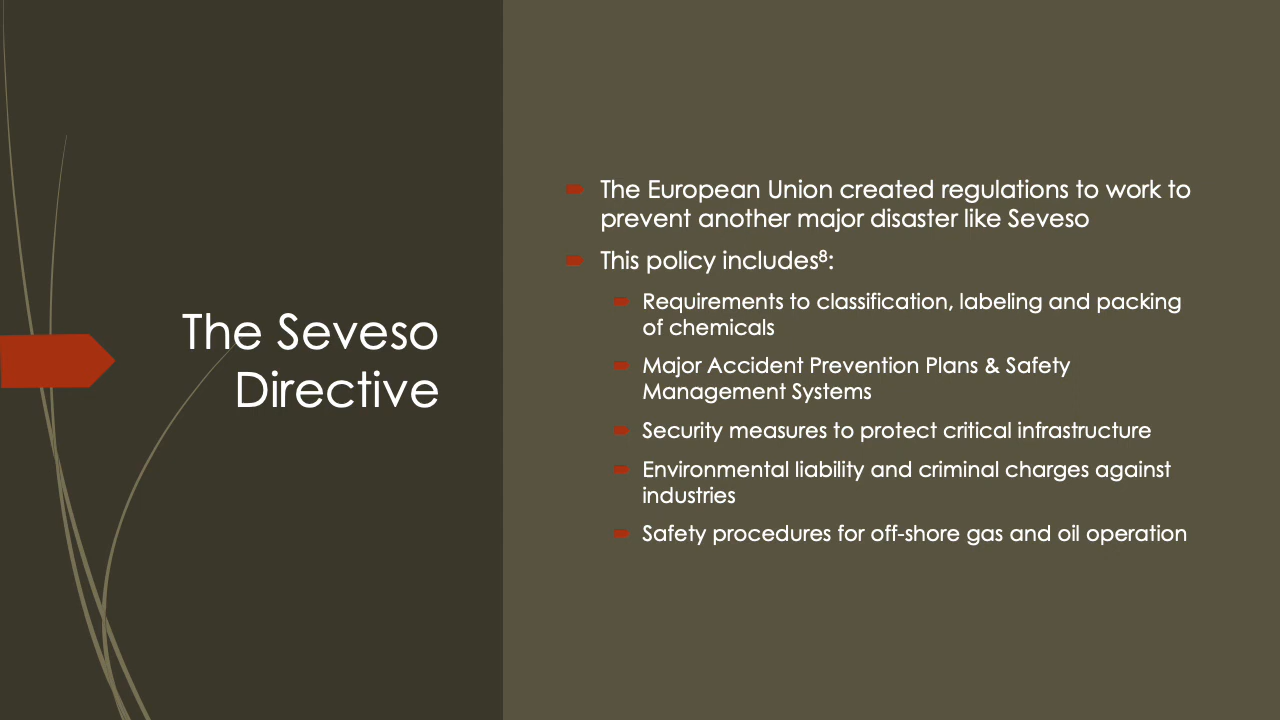 The Seveso
Directive
The European Union created regulations to work to
prevent another major disaster like Seveso
This policy includes⁸:
Requirements to classification, labeling and packing
of chemicals
Major Accident Prevention Plans & Safety
Management Systems
Security measures to protect critical infrastructure
Environmental liability and criminal charges against
industries
Safety procedures for off-shore gas and oil operation